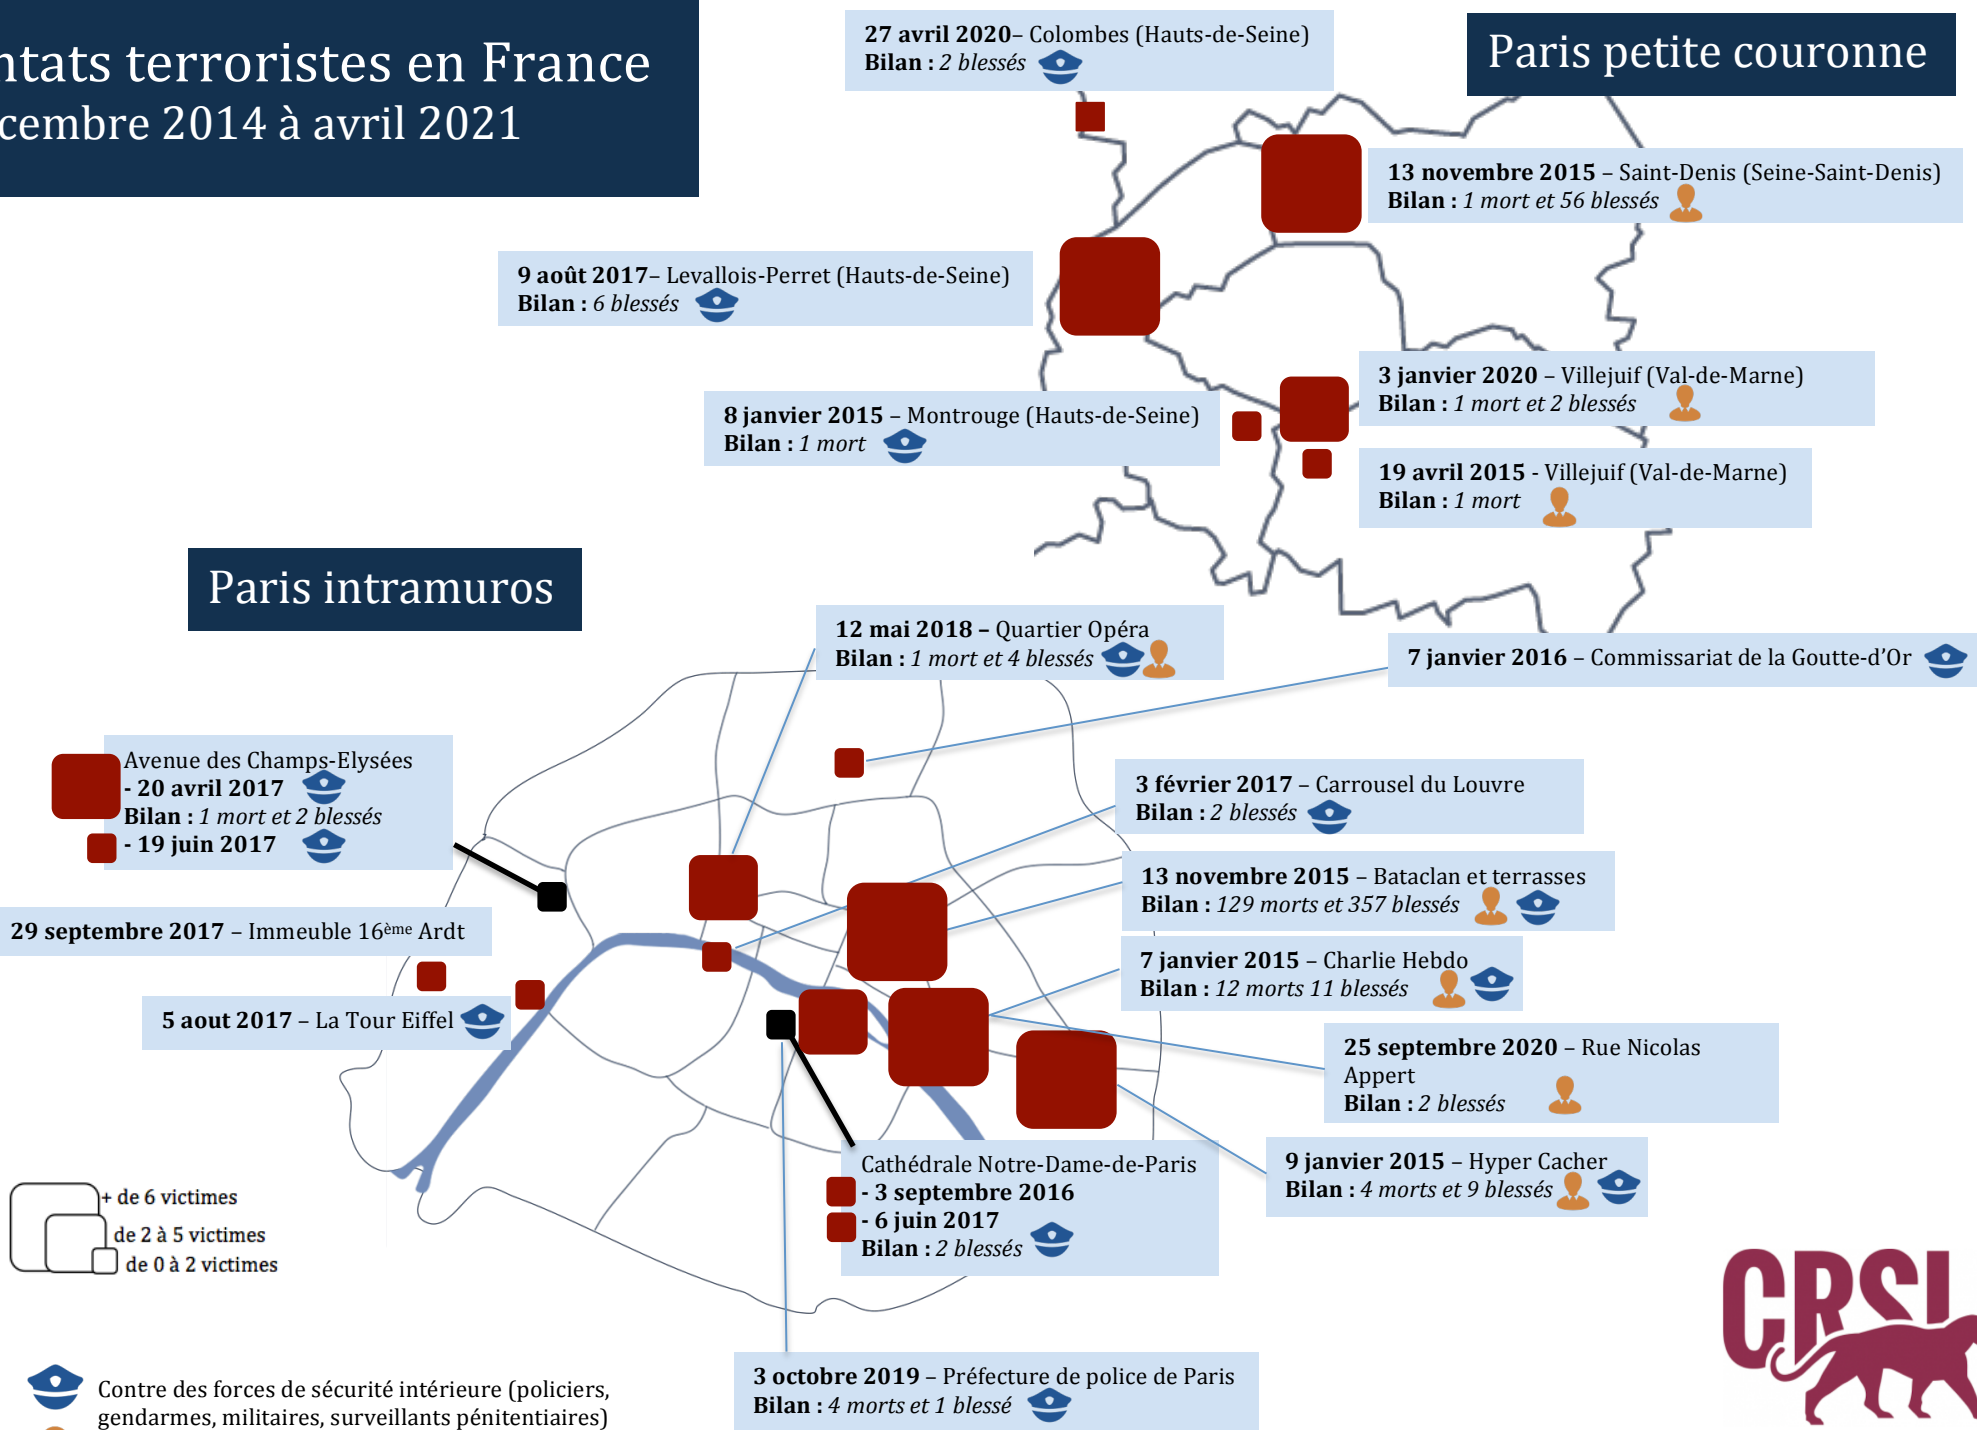 ntats terroristes en France
cembre 2014 à avril 2021
Paris petite couronne
27 avril 2020– Colombes (Hauts-de-Seine)
Bilan : 2 blessés
13 novembre 2015 – Saint-Denis (Seine-Saint-Denis)
Bilan : 1 mort et 56 blessés
9 août 2017– Levallois-Perret (Hauts-de-Seine)
Bilan : 6 blessés
3 janvier 2020 – Villejuif (Val-de-Marne)
Bilan : 1 mort et 2 blessés
8 janvier 2015 – Montrouge (Hauts-de-Seine)
Bilan : 1 mort
19 avril 2015 - Villejuif (Val-de-Marne)
Bilan : 1 mort
Paris intramuros
12 mai 2018 – Quartier Opéra
Bilan : 1 mort et 4 blessés
7 janvier 2016 – Commissariat de la Goutte-d'Or
Avenue des Champs-Elysées
- 20 avril 2017
Bilan : 1 mort et 2 blessés
- 19 juin 2017
3 février 2017 – Carrousel du Louvre
Bilan : 2 blessés
13 novembre 2015 – Bataclan et terrasses
Bilan : 129 morts et 357 blessés
29 septembre 2017 – Immeuble 16ème Ardt
7 janvier 2015 – Charlie Hebdo
Bilan : 12 morts 11 blessés
5 aout 2017 – La Tour Eiffel
25 septembre 2020 – Rue Nicolas
Appert
Bilan : 2 blessés
Cathédrale Notre-Dame-de-Paris
- 3 septembre 2016
- 6 juin 2017
Bilan : 2 blessés
9 janvier 2015 – Hyper Cacher
Bilan : 4 morts et 9 blessés
+ de 6 victimes
de 2 à 5 victimes
de 0 à 2 victimes
3 octobre 2019 – Préfecture de police de Paris
Bilan : 4 morts et 1 blessé
Contre des forces de sécurité intérieure (policiers,
gendarmes, militaires, surveillants pénitentiaires)
CRSI